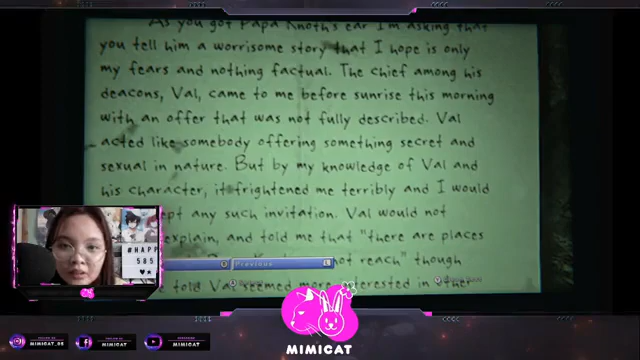 As you got Papa Knoth's ear I'm asking that
you tell him a worrisome story that I hope is only
my fears and nothing factual. The chief among his
deacons, Val, came to me before sunrise this morning
with an offer that was not fully described. Val
acted like somebody offering something secret and
sexual in nature. But by my knowledge of Val and
his character, it frightened me terribly and I would
any such invitation. Val would not
explain, and told me that "there are places
not reach" though
told Val seemed more interested in other
Previous
#HAPP
585
MIMICAT_05
MIMICAT
MIMICAT
MIMICAT